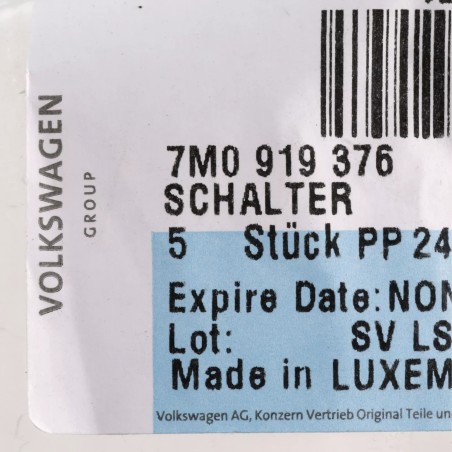 VOLKSWAGEN
GROUP
7M0 919 376
SCHALTER
5 Stück PP 24
Expire Date: NON
Lot: SV LS
Made in LUXEM
Volkswagen AG, Konzern Vertrieb Original Teile un